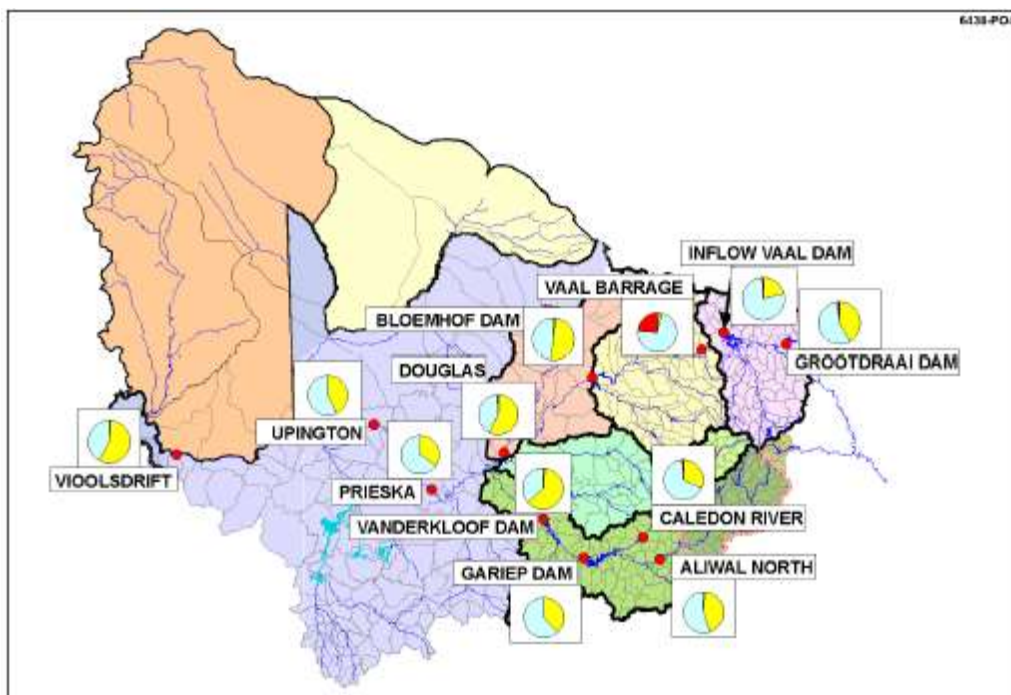 INFLOW VAAL DAM
VAAL BARRAGE
BLOEMHOF DAM
GROOTDRAAI DAM
DOUGLAS
UPINGTON
VIOOLSDRIFT
PRIESKA
VANDERKLOOF DAM
CALEDON RIVER
GARIEP DAM
ALIWAL NORTH